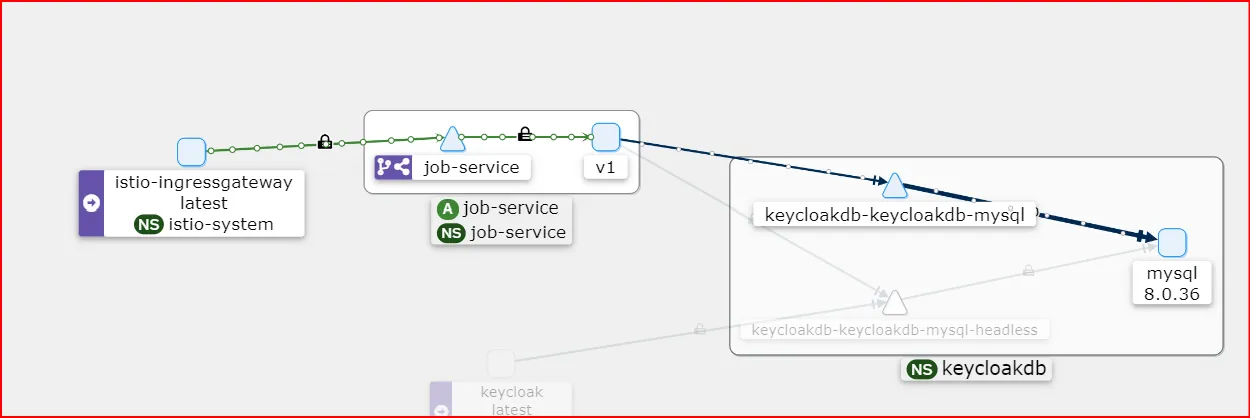 istio-ingressgateway
latest
NS istio-system
job-service
v1
A job-service
NS job-service
keycloakdb-keycloakdb-mysql
mysql
8.0.36
keycloakdb-keycloakdb-mysql-headless
NS keycloakdb
keycloak
latest